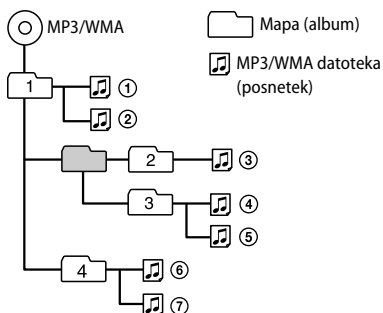 MP3/WMA
Mapa (album)
MP3/WMA datoteka
(posnetek)
1
①
②
2
③
3
④
⑤
4
⑥
⑦